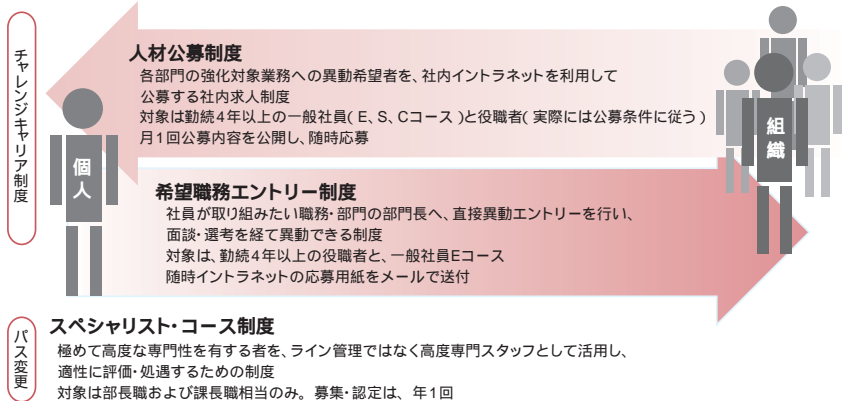 チャレンジキャリア制度
人材公募制度
各部門の強化対象業務への異動希望者を、社内イントラネットを利用して
公募する社内求人制度
対象は勤続4年以上の一般社員(E、S、Cコース)と役職者(実際には公募条件に従う)
月1回公募内容を公開し、随時応募
個人
組織
希望職務エントリー制度
社員が取り組みたい職務・部門の部門長へ、直接異動エントリーを行い、
面談・選考を経て異動できる制度
対象は、勤続4年以上の役職者と、一般社員Eコース
随時イントラネットの応募用紙をメールで送付
パス変更
スペシャリスト・コース制度
極めて高度な専門性を有する者を、ライン管理ではなく高度専門スタッフとして活用し、
適性に評価・処遇するための制度
対象は部長職および課長職相当のみ。募集・認定は、年1回